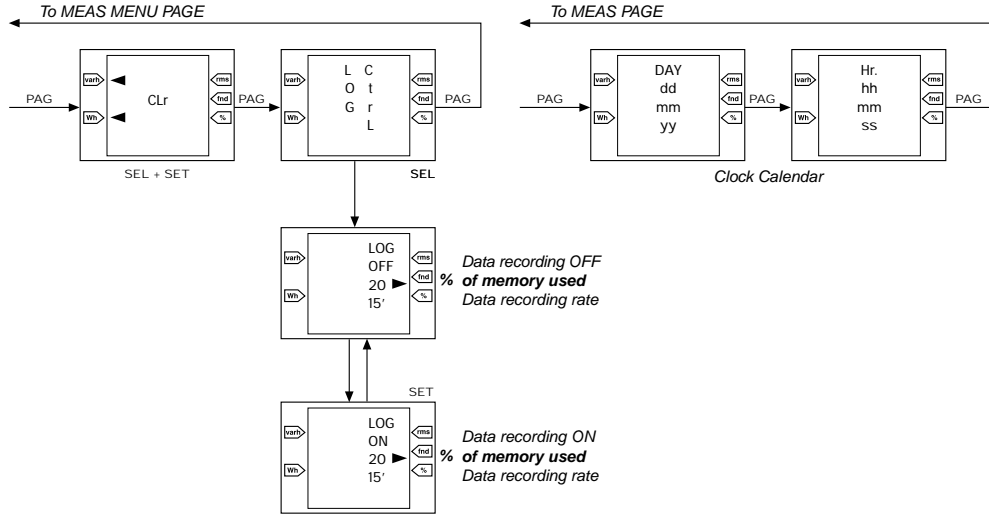 To MEAS MENU PAGE
To MEAS PAGE
PAG
varh
Wh
CLr
rms
fnd
%
SEL + SET
PAG
varh
Wh
L C
O t
G r
L
rms
fnd
%
SEL
PAG
PAG
varh
Wh
DAY
dd
mm
yy
rms
fnd
%
PAG
varh
Wh
Hr.
hh
mm
ss
rms
fnd
%
PAG
Clock Calendar
varh
Wh
LOG
OFF
20
15'
rms
fnd
%
Data recording OFF
% of memory used
Data recording rate
SET
varh
Wh
LOG
ON
20
15'
rms
fnd
%
Data recording ON
% of memory used
Data recording rate